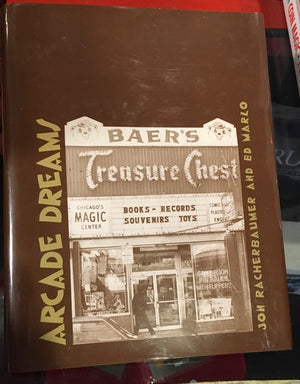 ARCADE DREAMS
BAER'S
Treasure Chest
CHICAGO'S
MAGIC
CENTER
BOOKS - RECORDS
SOUVENIRS TOYS
JON RACHERBAUMER AND ED MARLO